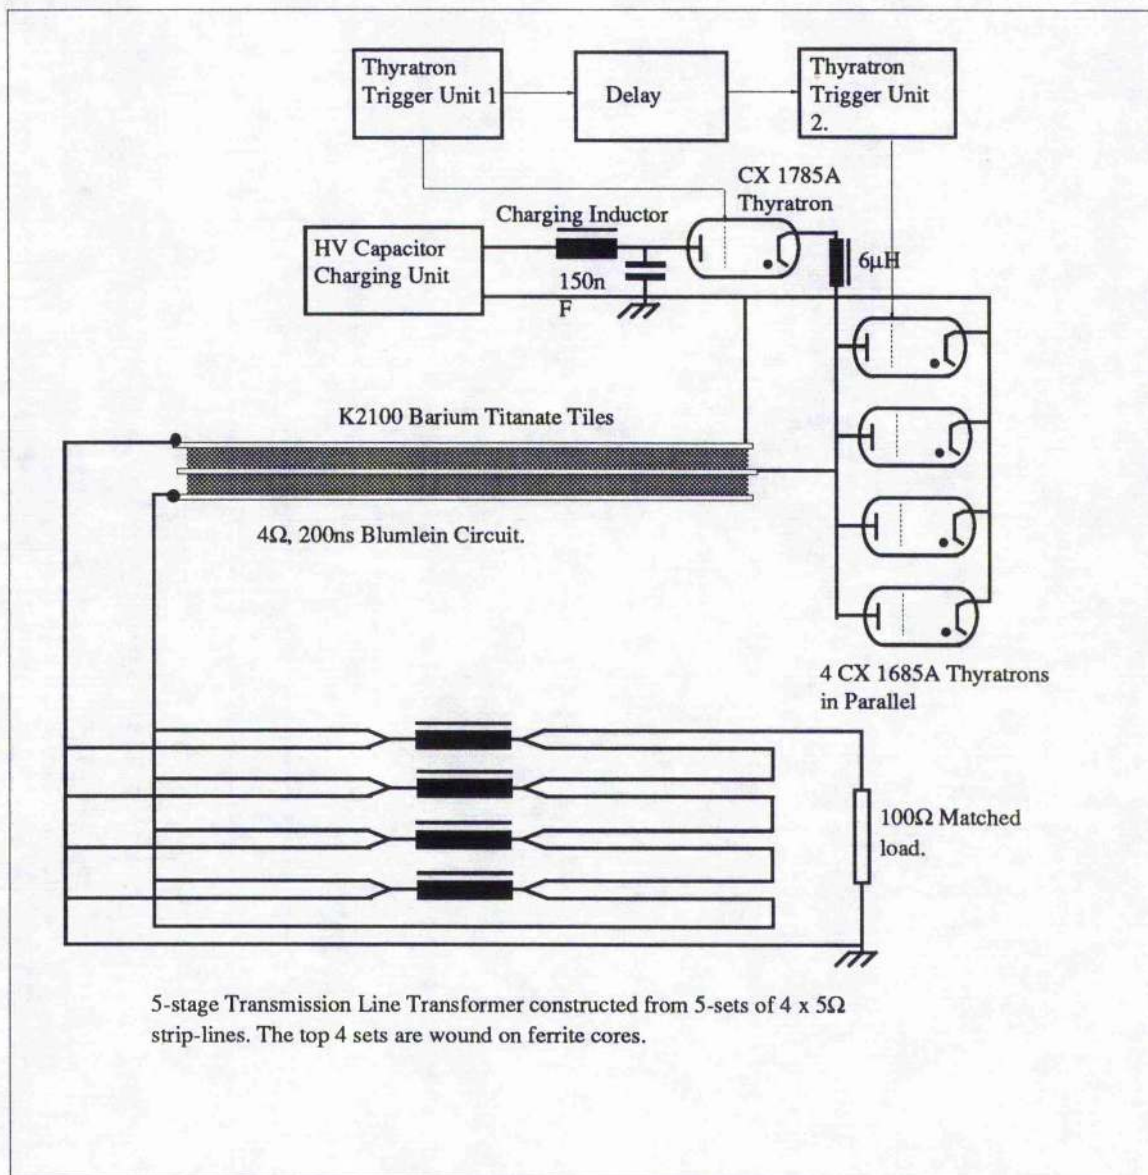 Thyratron
Trigger Unit 1
Delay
Thyratron
Trigger Unit
2.
CX 1785A
Thyratron
Charging Inductor
HV Capacitor
Charging Unit
150n
F
6μH
K2100 Barium Titanate Tiles
4Ω, 200ns Blumlein Circuit.
4 CX 1685A Thyratrons
in Parallel
100Ω Matched
load.
5-stage Transmission Line Transformer constructed from 5-sets of 4 x 5Ω
strip-lines. The top 4 sets are wound on ferrite cores.